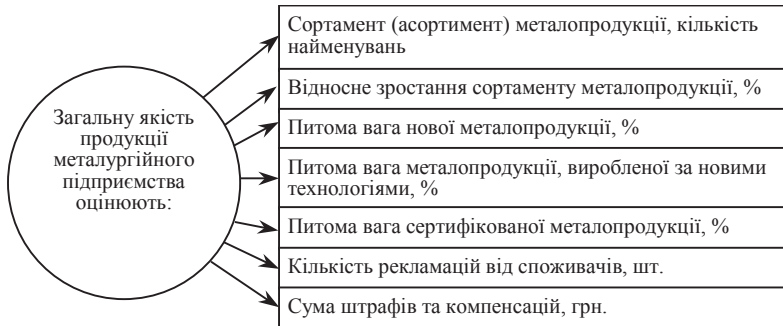 Загальну якість
продукції
металургійного
підприємства
оцінюють:
Сортамент (асортимент) металопродукції, кількість
найменувань
Відносне зростання сортаменту металопродукції, %
Питома вага нової металопродукції, %
Питома вага металопродукції, виробленої за новими
технологіями, %
Питома вага сертифікованої металопродукції, %
Кількість рекламацій від споживачів, шт.
Сума штрафів та компенсацій, грн.